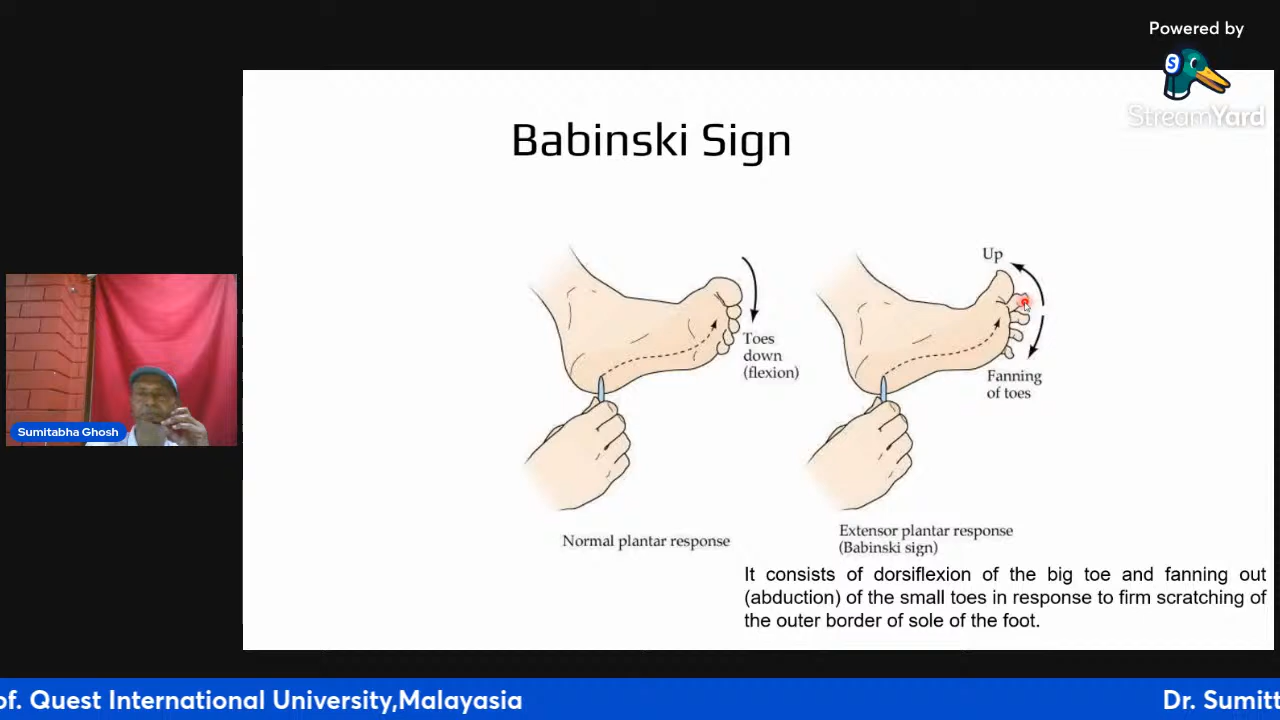 Powered by
S
StreamYard
Babinski Sign
Up
Toes
down
(flexion)
Fanning
of toes
Sumitabha Ghosh
Normal plantar response
Extensor plantar response
(Babinski sign)
It consists of dorsiflexion of the big toe and fanning out
(abduction) of the small toes in response to firm scratching of
the outer border of sole of the foot.
of. Quest International University,Malayasia
Dr. Sumitt